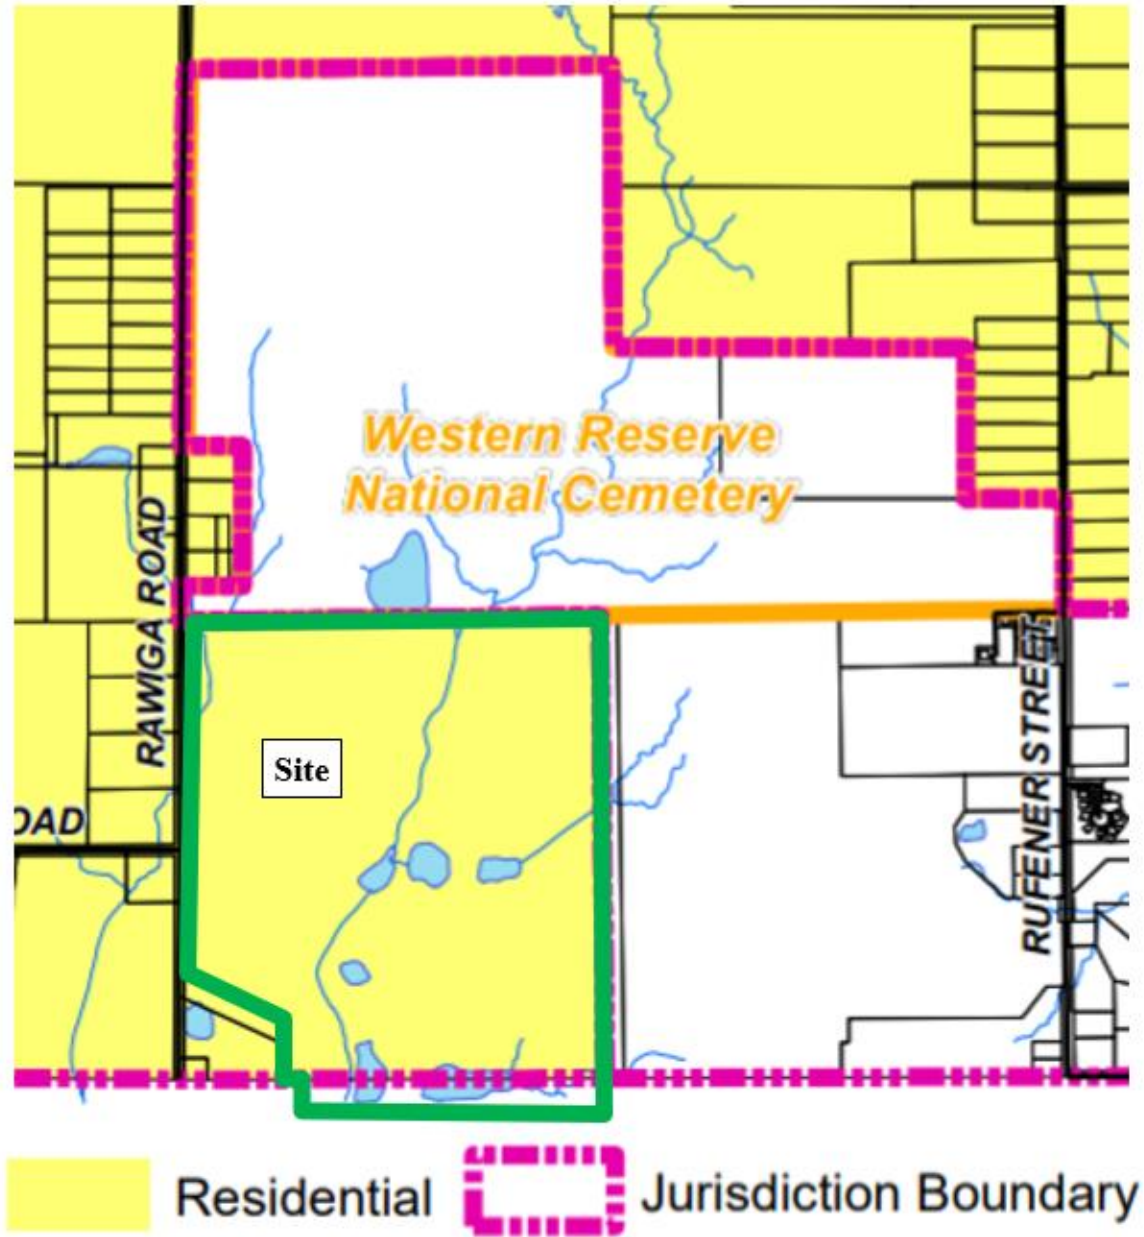 Western Reserve
National Cemetery
RAWIGA ROAD
Site
OAD
RUFENER STREET
Residential
Jurisdiction Boundary